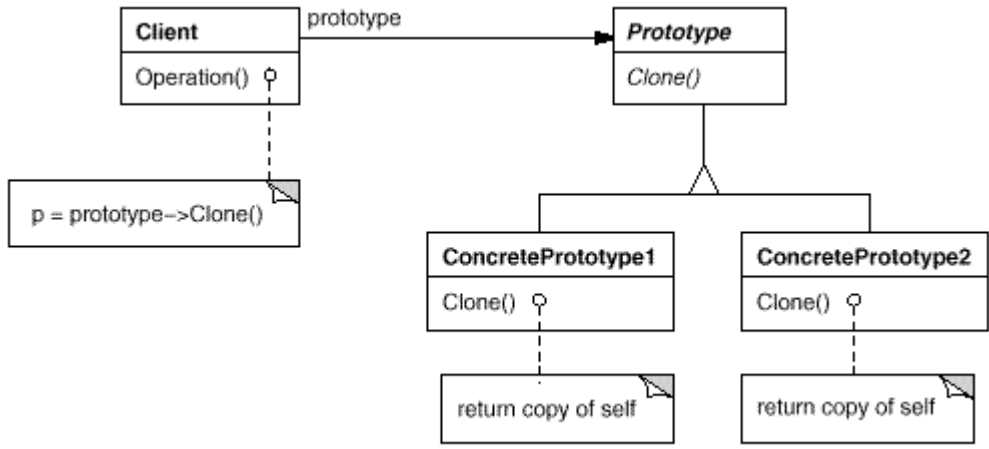 Client
prototype
Prototype
Operation()
Clone()
p = prototype->Clone()
ConcretePrototype1
ConcretePrototype2
Clone()
Clone()
return copy of self
return copy of self